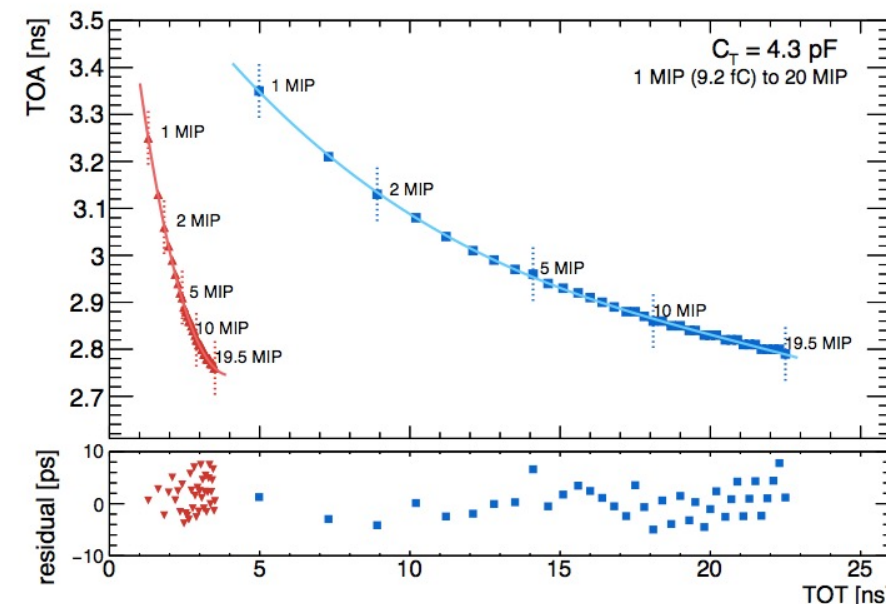 TOA [ns]
3.5
3.4
3.3
3.2
3.1
3
2.9
2.8
2.7
C_T = 4.3 pF
1 MIP (9.2 fC) to 20 MIP
1 MIP
2 MIP
5 MIP
10 MIP
19.5 MIP
1 MIP
2 MIP
5 MIP
10 MIP
19.5 MIP
residual [ps]
10
0
−10
0 5 10 15 20 25
TOT [ns]